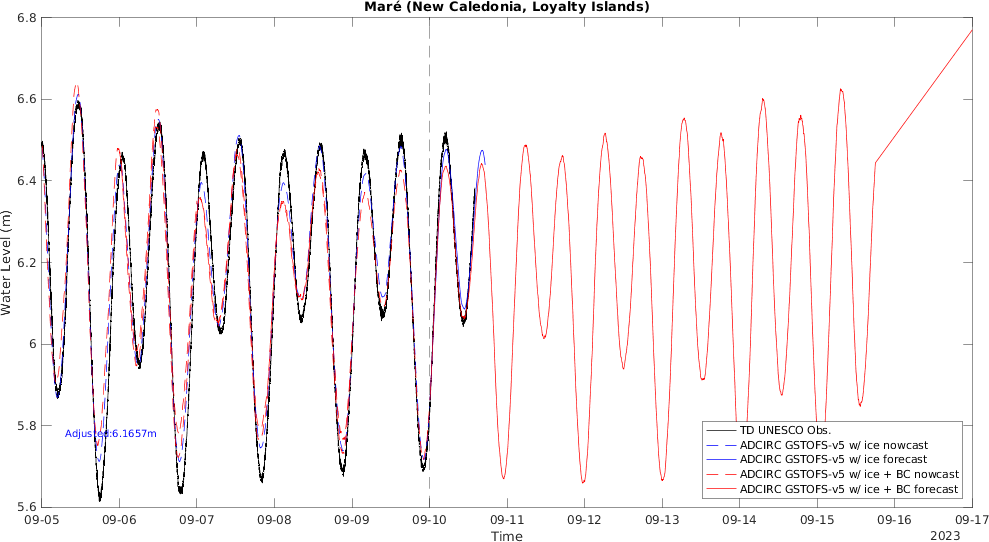 Maré (New Caledonia, Loyalty Islands)
6.8
6.6
6.4
6.2
6
5.8
5.6
Water Level (m)
Adjusted:6.1657m
TD UNESCO Obs.
ADCIRC GSTOFS-v5 w/ ice nowcast
ADCIRC GSTOFS-v5 w/ ice forecast
ADCIRC GSTOFS-v5 w/ ice + BC nowcast
ADCIRC GSTOFS-v5 w/ ice + BC forecast
09-05 09-06 09-07 09-08 09-09 09-10 09-11 09-12 09-13 09-14 09-15 09-16 09-17
Time
2023